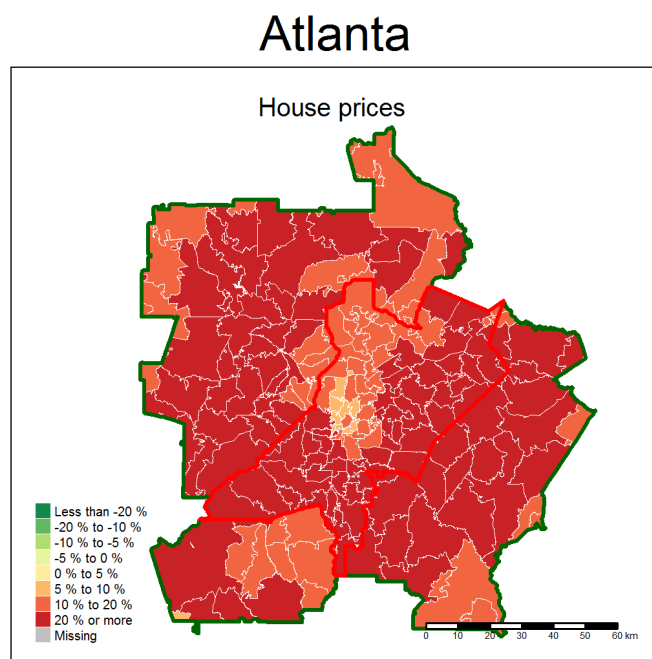 Atlanta
House prices
Less than -20 %
-20 % to -10 %
-10 % to -5 %
-5 % to 0 %
0 % to 5 %
5 % to 10 %
10 % to 20 %
20 % or more
Missing
0 10 20 30 40 50 60 km